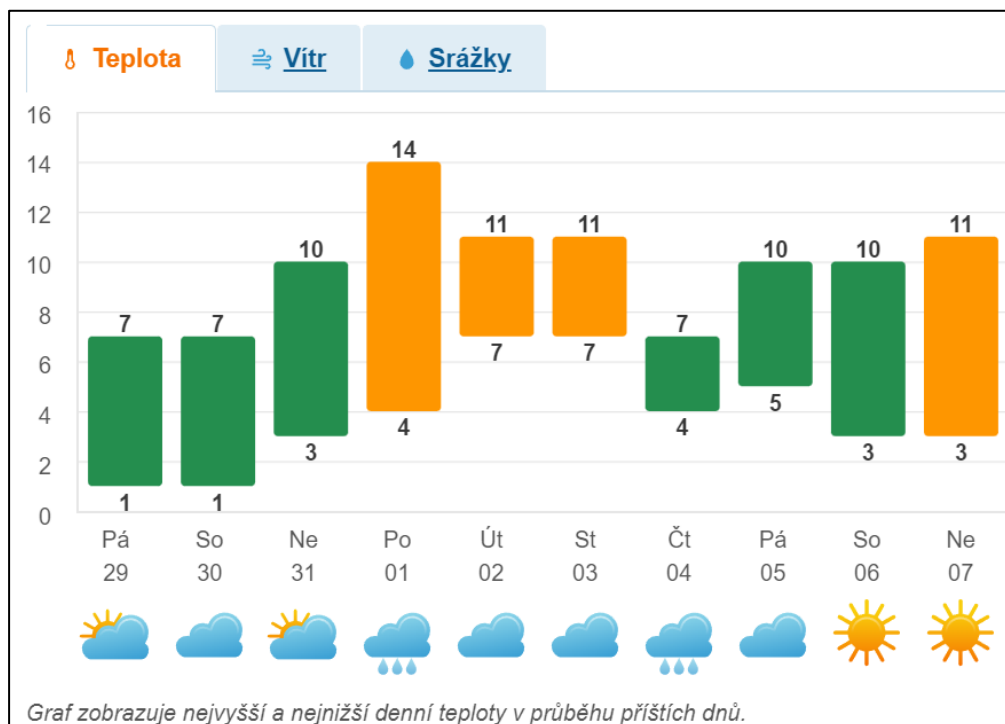 Teplota Vítr Srážky
16
14
12
10
8
6
4
2
0
7 7 10 14 11 11 7 10 10 11
1 1 3 4 7 7 4 5 3 3
Pá So Ne Po Út St Čt Pá So Ne
29 30 31 01 02 03 04 05 06 07
Graf zobrazuje nejvyšší a nejnižší denní teploty v průběhu příštích dnů.